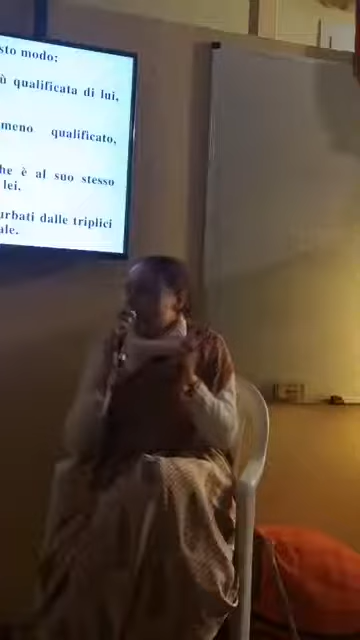 sto modo;
ù qualificata di lui,
meno qualificato,
he è al suo stesso
lei.
urbati dalle triplici
ale.